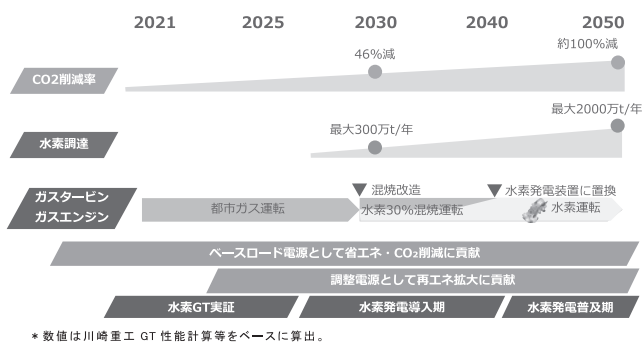 2021 2025 2030 2040 2050
約100%減
46%減
CO2削減率
最大2000万t/年
最大300万t/年
水素調達
ガスタービン
ガスエンジン
混焼改造
水素発電装置に置換
都市ガス運転
水素30%混焼運転
水素運転
ベースロード電源として省エネ・CO₂削減に貢献
調整電源として再エネ拡大に貢献
水素GT実証
水素発電導入期
水素発電普及期
＊数値は川崎重工 GT 性能計算等をベースに算出。